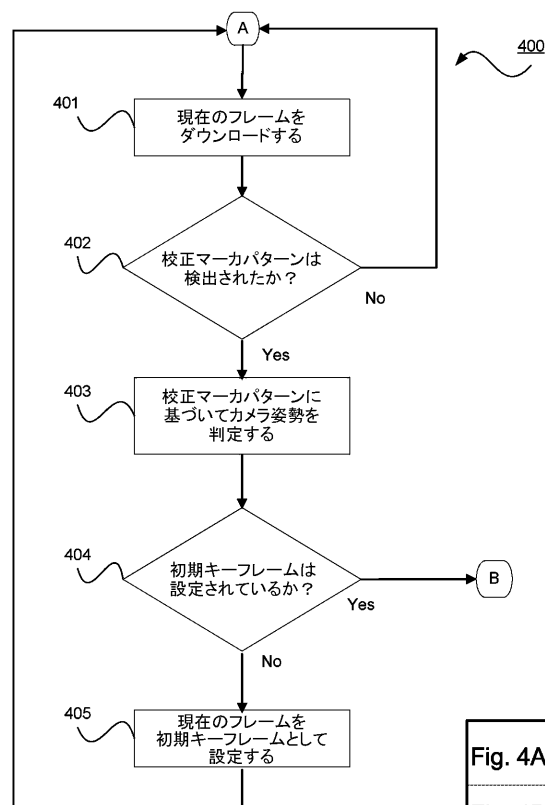 A
400
401
現在のフレームを
ダウンロードする
402
校正マーカパターンは
検出されたか？
No
Yes
403
校正マーカパターンに
基づいてカメラ姿勢を
判定する
404
初期キーフレームは
設定されているか？
B
Yes
No
405
現在のフレームを
初期キーフレームとして
設定する
Fig. 4A